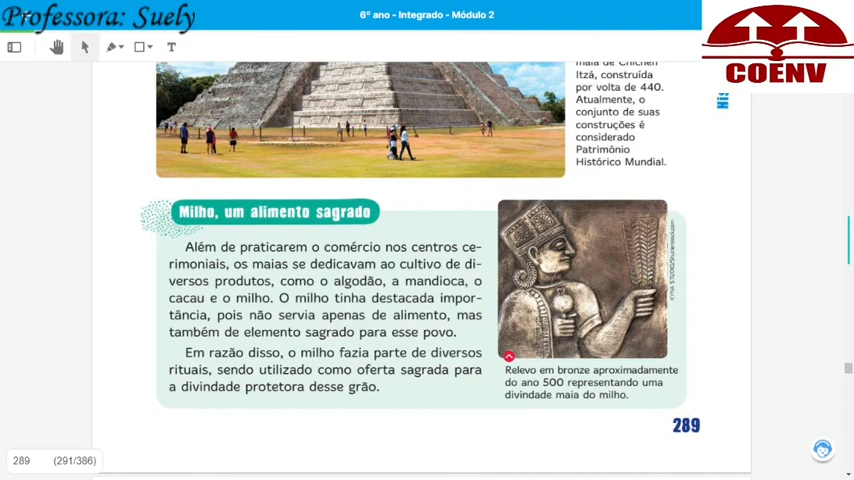 Professora: Suely
6º ano - Integrado - Módulo 2
COENV
T
maia de Chichén
Itzá, construída
por volta de 440.
Atualmente, o
conjunto de suas
construções é
considerado
Patrimônio
Histórico Mundial.
His
Milho, um alimento sagrado
Além de praticarem o comércio nos centros ce-
rimoniais, os maias se dedicavam ao cultivo de di-
versos produtos, como o algodão, a mandioca, o
cacau e o milho. O milho tinha destacada impor-
tância, pois não servia apenas de alimento, mas
também de elemento sagrado para esse povo.
Em razão disso, o milho fazia parte de diversos
rituais, sendo utilizado como oferta sagrada para
a divindade protetora desse grão.
KYNA STUDIO/Shutterstock.com
Relevo em bronze aproximadamente
do ano 500 representando uma
divindade maia do milho.
289
289 (291/386)